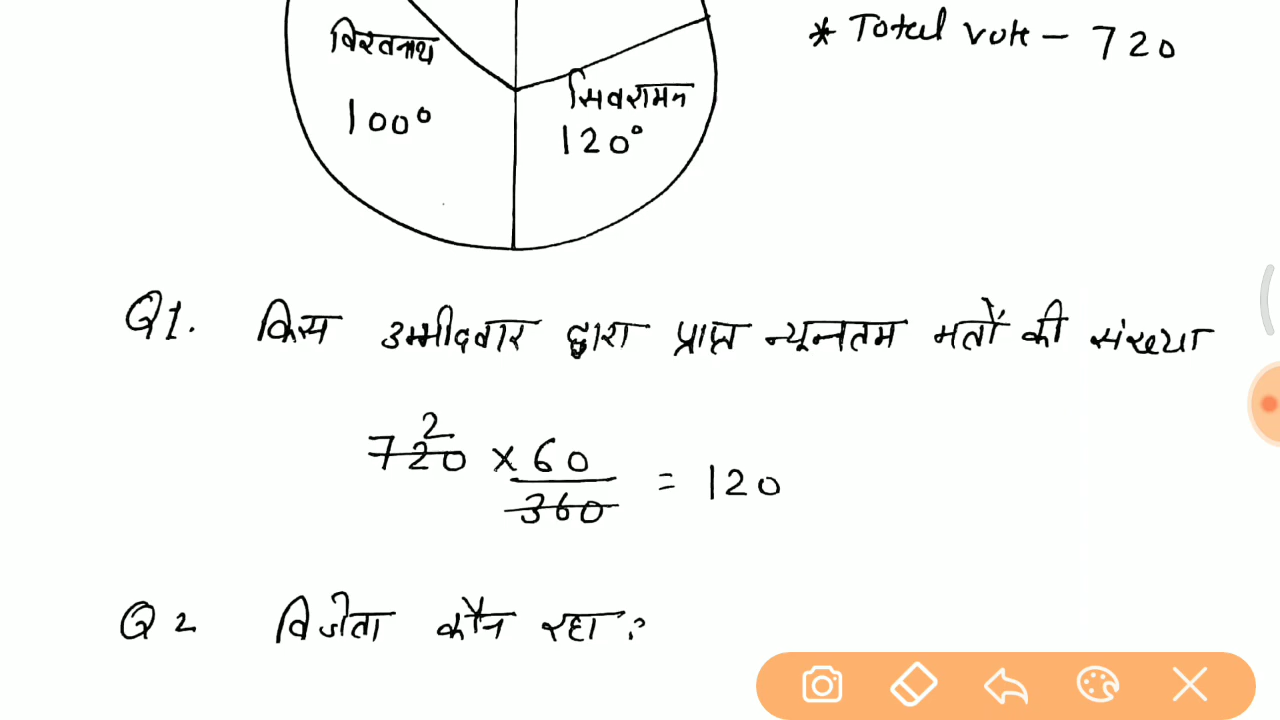 * Total Vote - 720
विश्वनाथ
100°
सिवरामन
120°
Q1. किस उम्मीदवार द्वारा प्राप्त न्यूनतम मतों की संख्या
720 2 × 60 / 360 = 120
Q2 विजेता कौन रहा ?